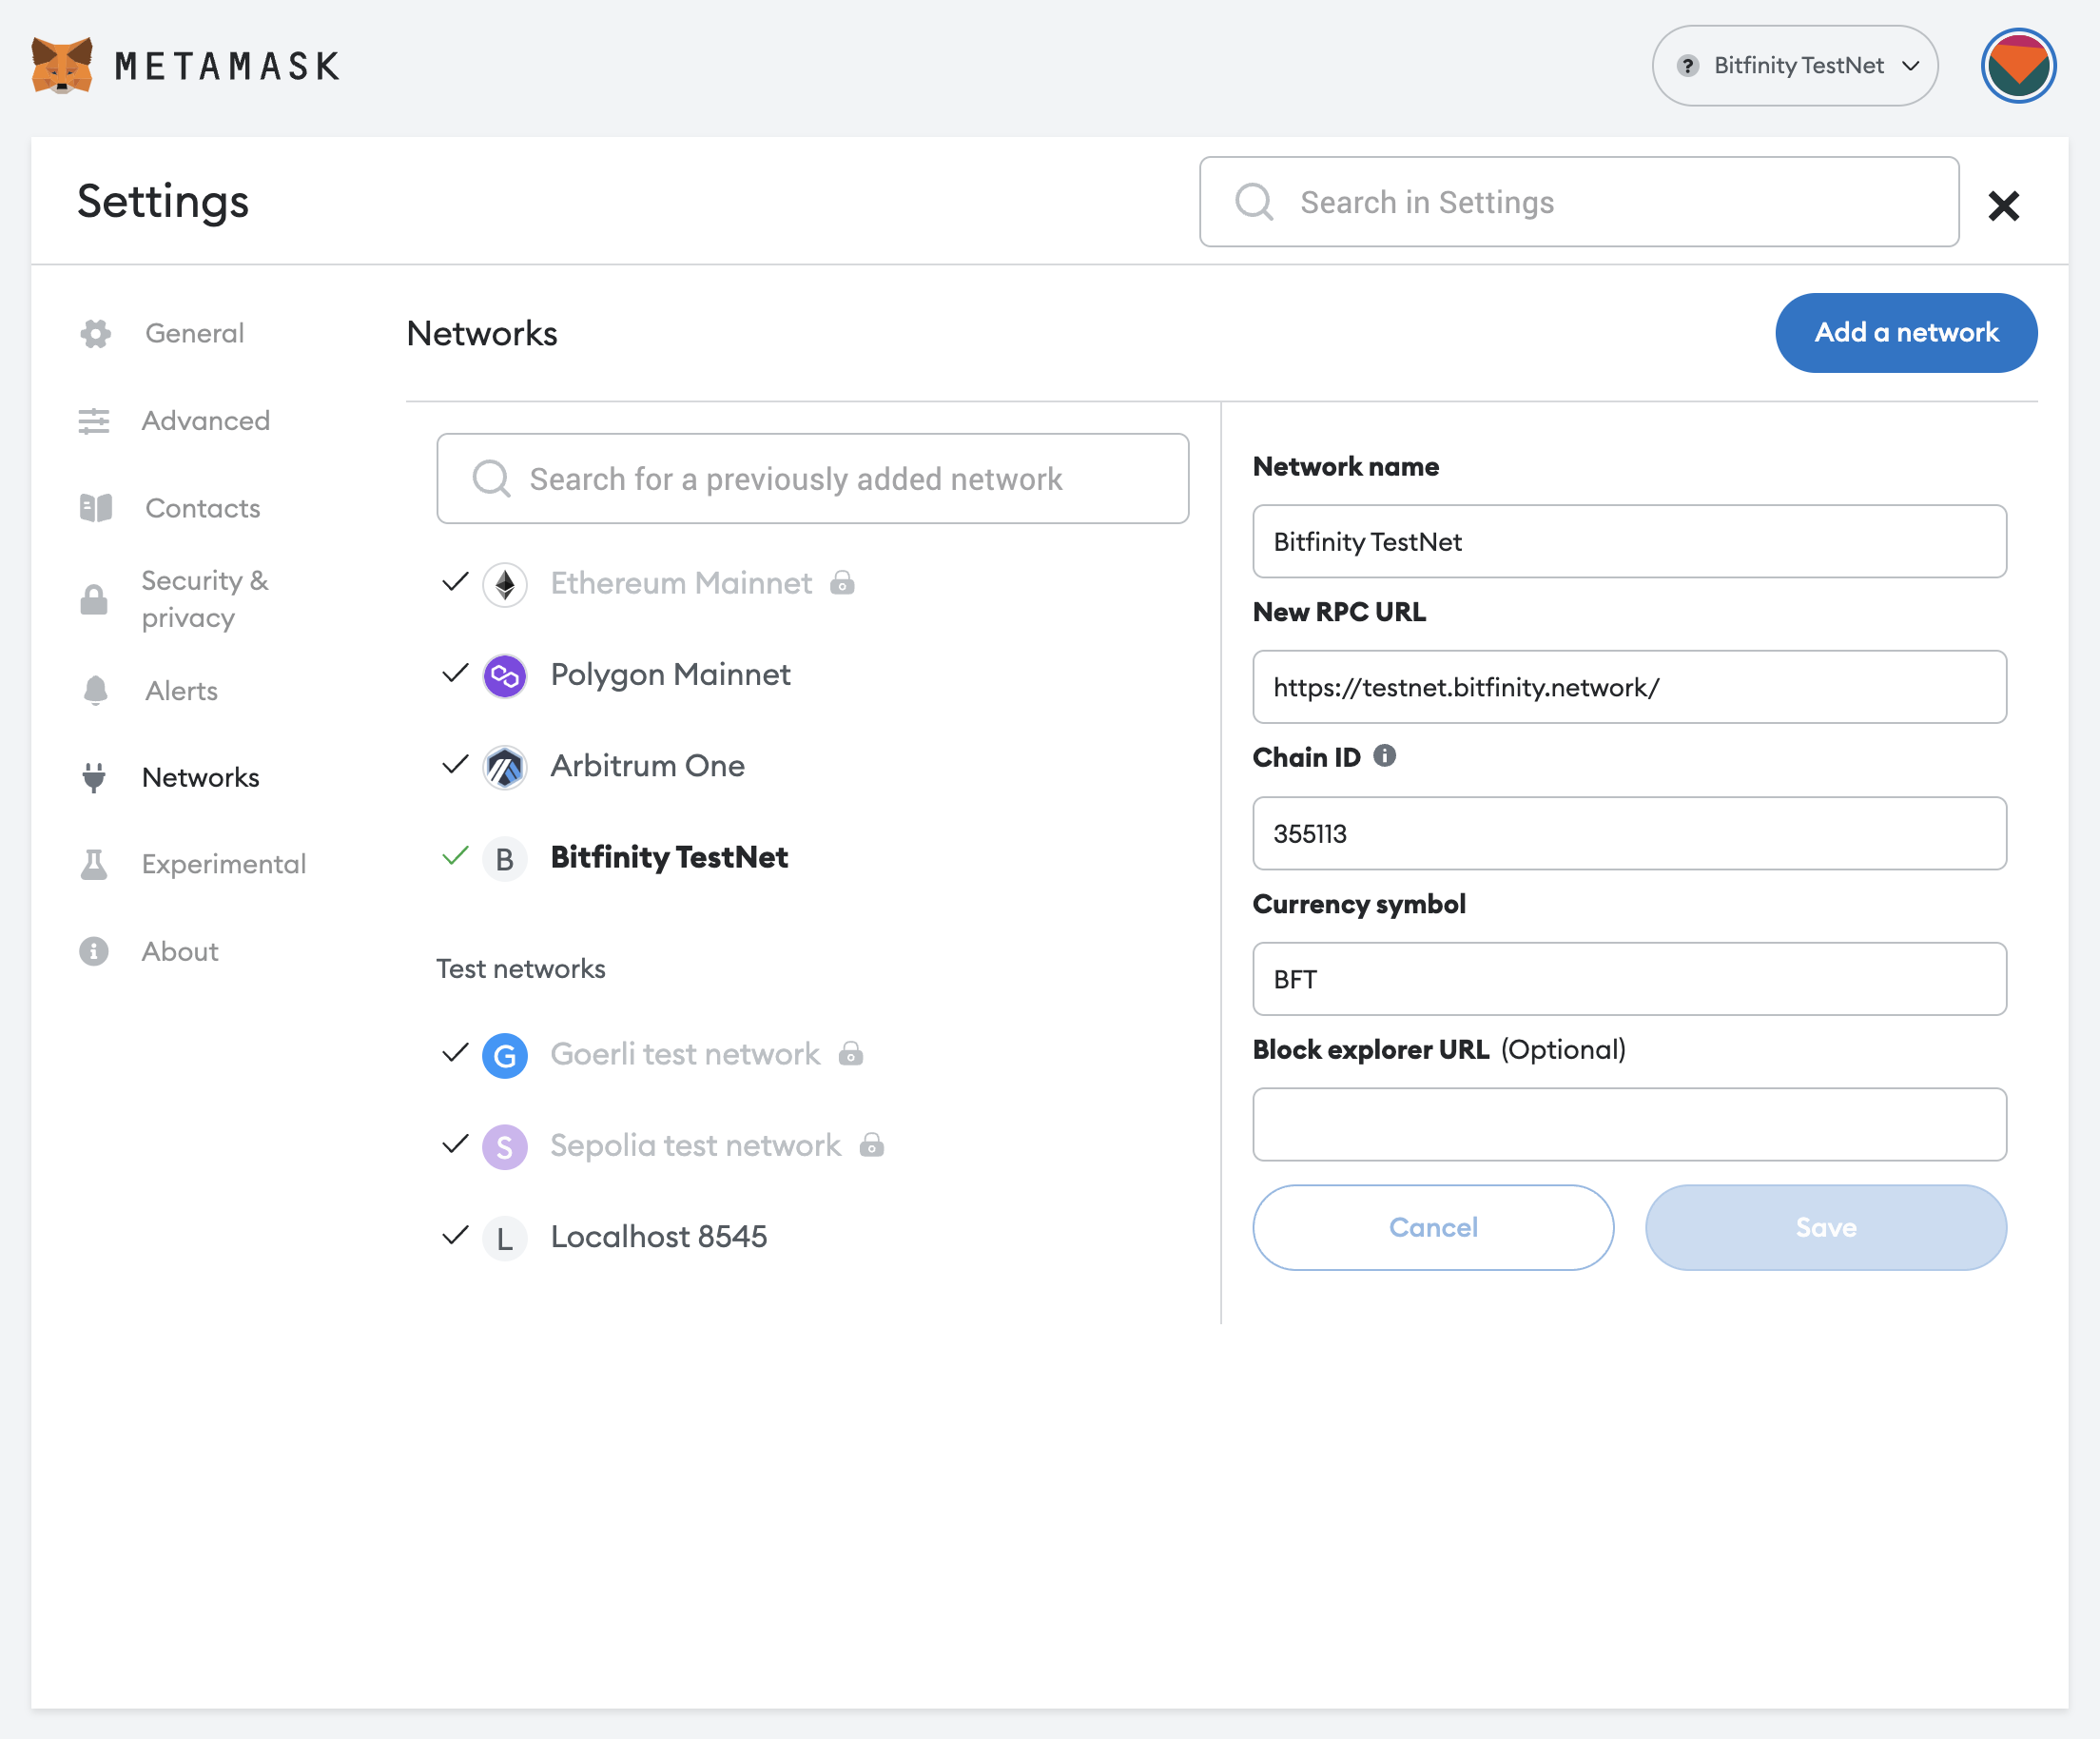 METAMASK
? Bitfinity TestNet
Settings
Search in Settings
General
Advanced
Contacts
Security &
privacy
Alerts
Networks
Experimental
About
Networks
Add a network
Search for a previously added network
Ethereum Mainnet
Polygon Mainnet
Arbitrum One
B Bitfinity TestNet
Test networks
G Goerli test network
S Sepolia test network
L Localhost 8545
Network name
Bitfinity TestNet
New RPC URL
https://testnet.bitfinity.network/
Chain ID
355113
Currency symbol
BFT
Block explorer URL (Optional)
Cancel
Save